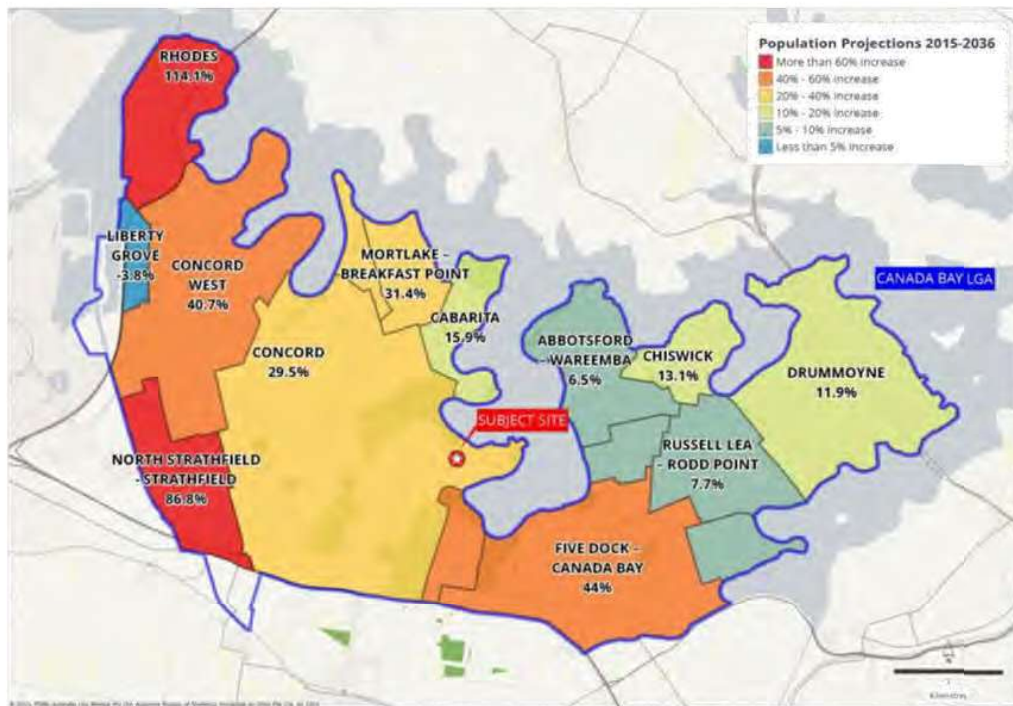 Population Projections 2015-2036
More than 60% increase
40% - 60% increase
20% - 40% increase
10% - 20% increase
5% - 10% increase
Less than 5% increase
RHODES
114.1%
LIBERTY
GROVE
-3.8%
CONCORD
WEST
40.7%
MORTLAKE –
BREAKFAST POINT
31.4%
CABARITA
15.9%
CANADA BAY LGA
CONCORD
29.5%
ABBOTSFORD
– WAREEMBA
6.5%
CHISWICK
13.1%
DRUMMOYNE
11.9%
SUBJECT SITE
NORTH STRATHFIELD
- STRATHFIELD
86.8%
RUSSELL LEA
– RODD POINT
7.7%
FIVE DOCK –
CANADA BAY
44%
1
Kilometres